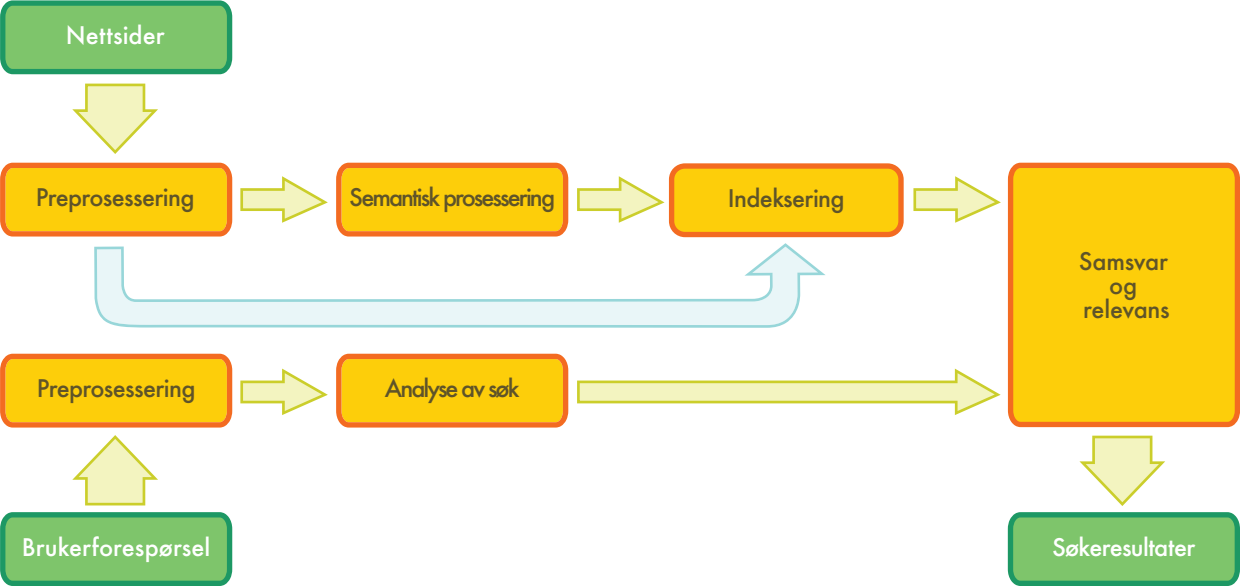 Nettsider
Preprosessering
Semantisk prosessering
Indeksering
Samsvar
og
relevans
Preprosessering
Analyse av søk
Brukerforespørsel
Søkeresultater